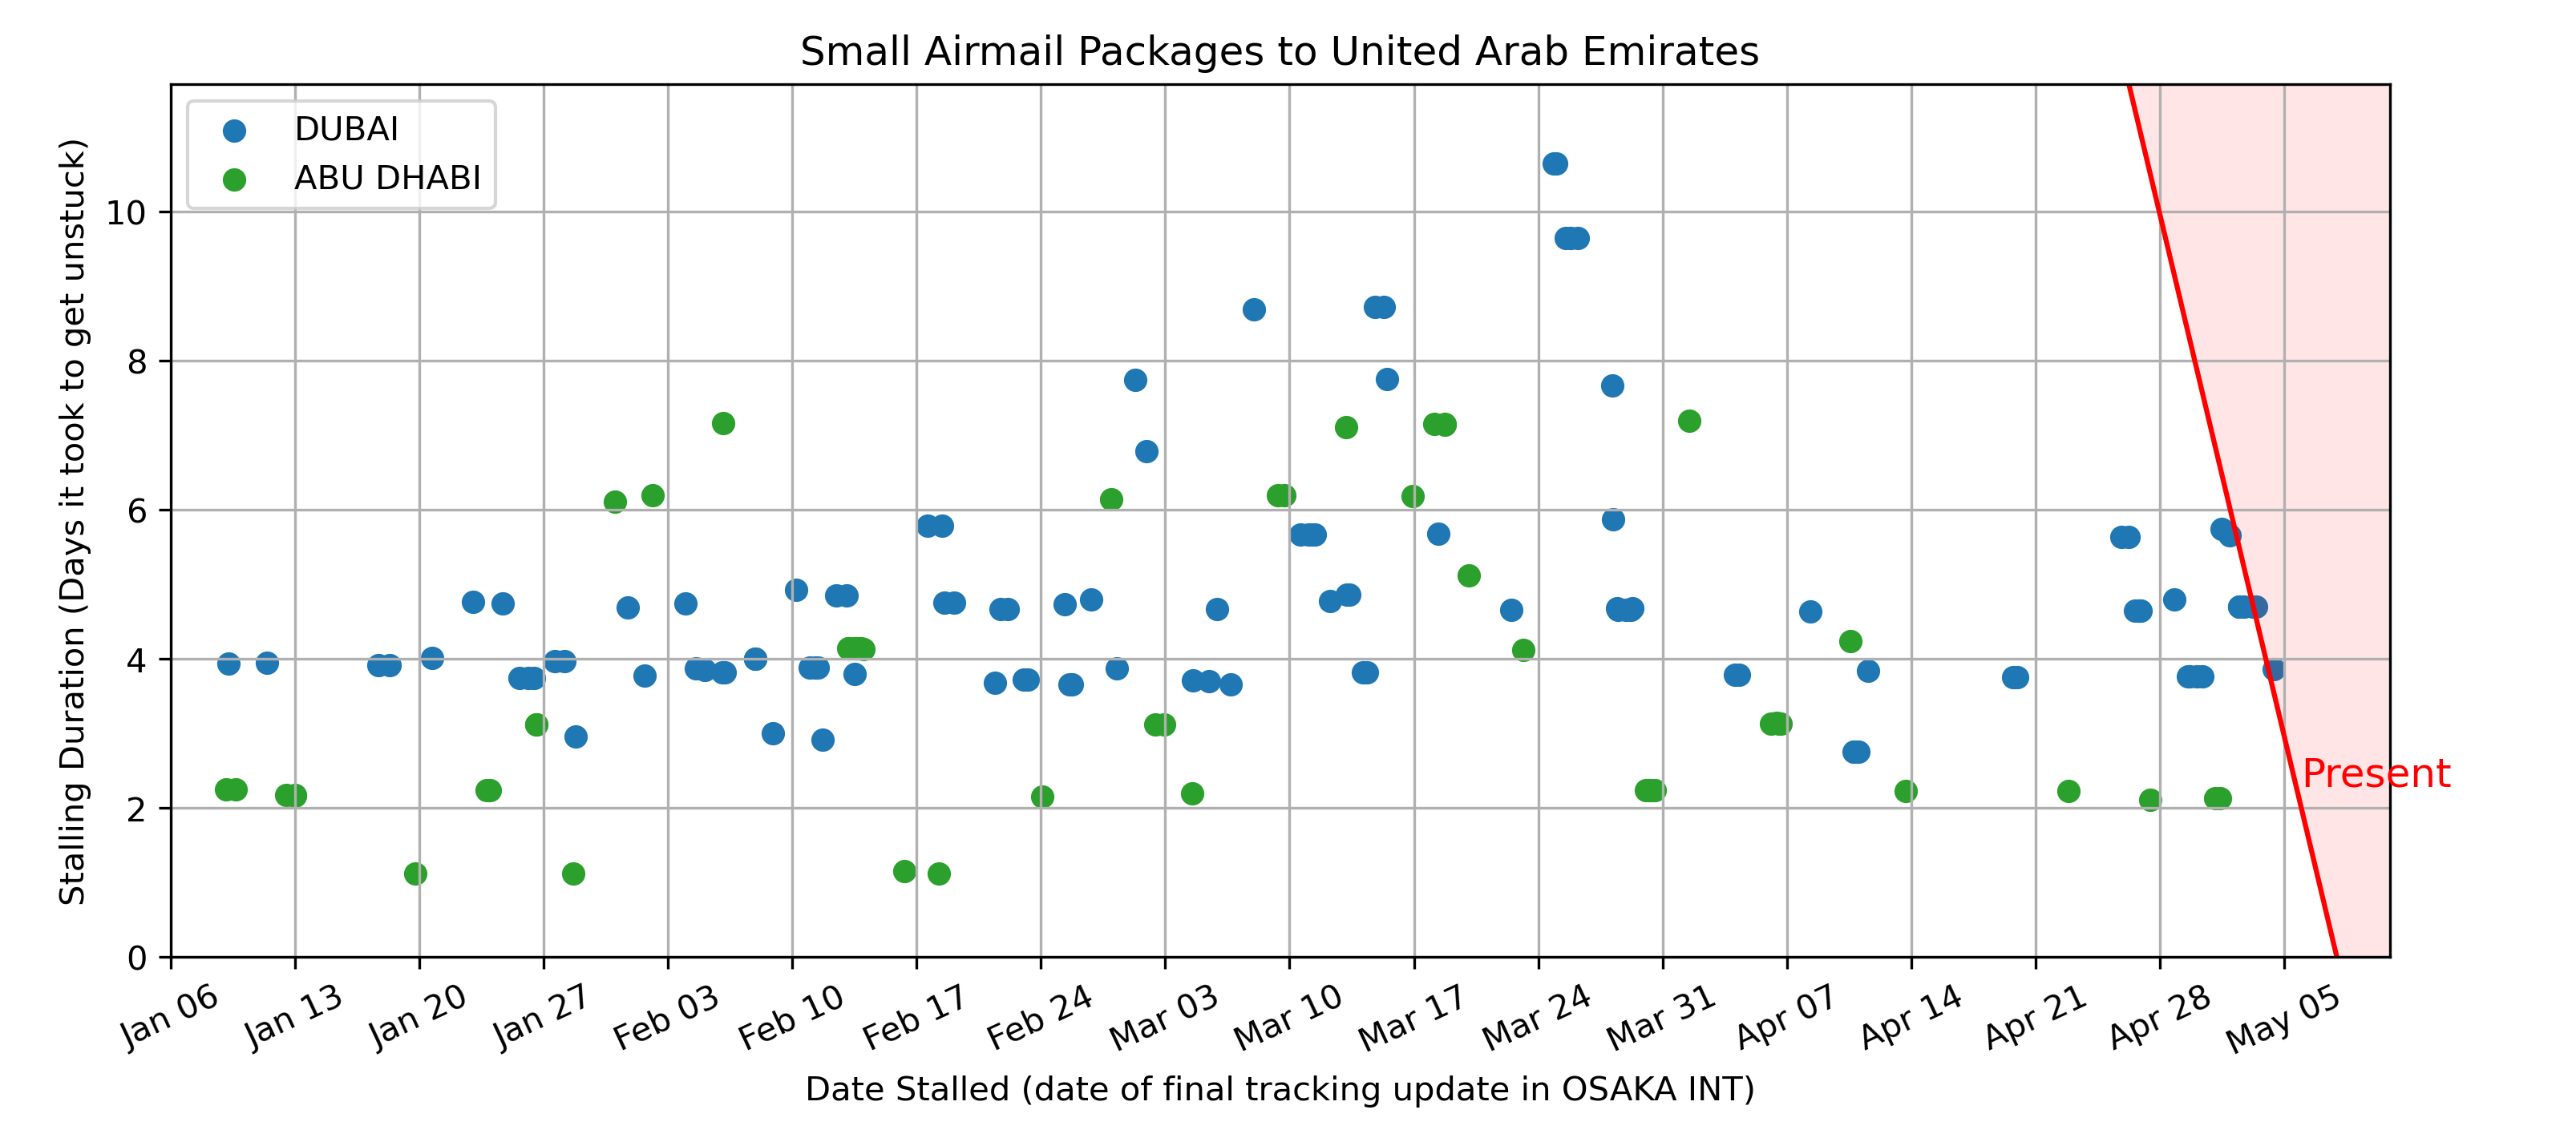 Small Airmail Packages to United Arab Emirates
DUBAI
ABU DHABI
Stalling Duration (Days it took to get unstuck)
10
8
6
4
2
0
Present
Jan 06 Jan 13 Jan 20 Jan 27 Feb 03 Feb 10 Feb 17 Feb 24 Mar 03 Mar 10 Mar 17 Mar 24 Mar 31 Apr 07 Apr 14 Apr 21 Apr 28 May 05
Date Stalled (date of final tracking update in OSAKA INT)